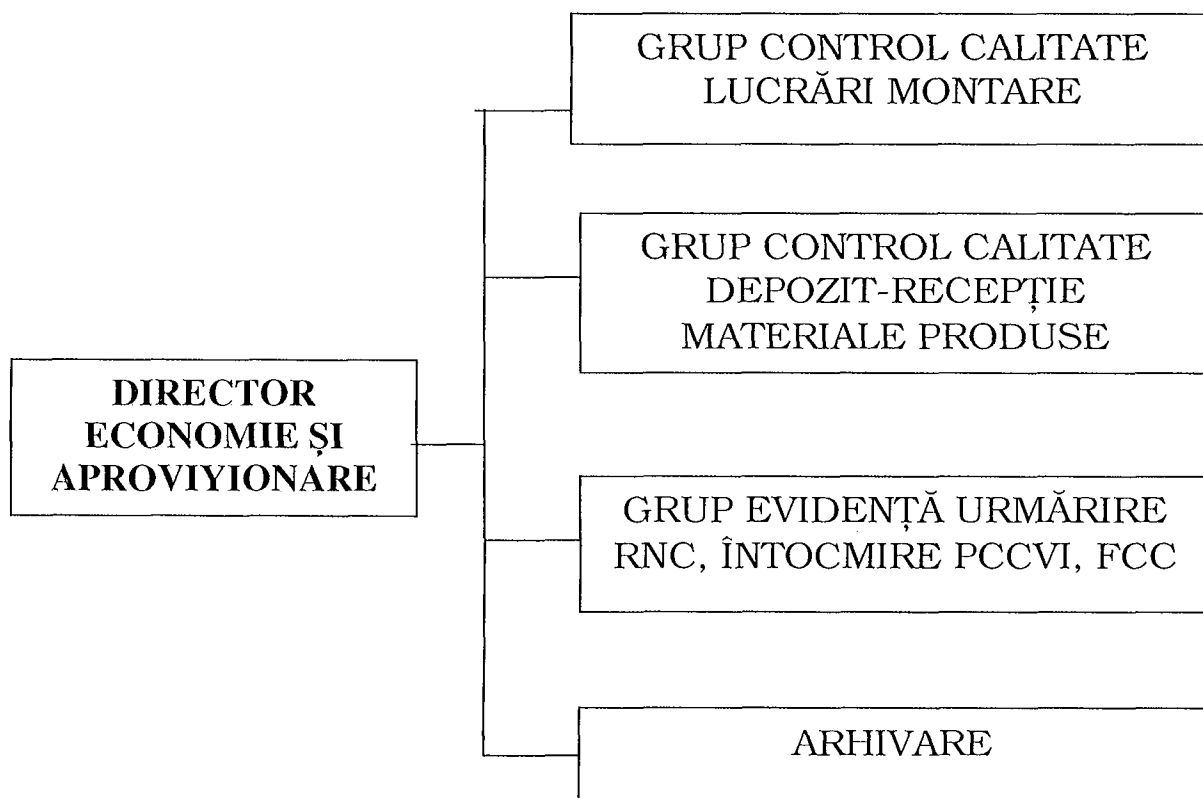 GRUP CONTROL CALITATE
LUCRĂRI MONTARE
GRUP CONTROL CALITATE
DEPOZIT-RECEPȚIE
MATERIALE PRODUSE
DIRECTOR
ECONOMIE ȘI
APROVIYIONARE
GRUP EVIDENȚĂ URMĂRIRE
RNC, ÎNTOCMIRE PCCVI, FCC
ARHIVARE